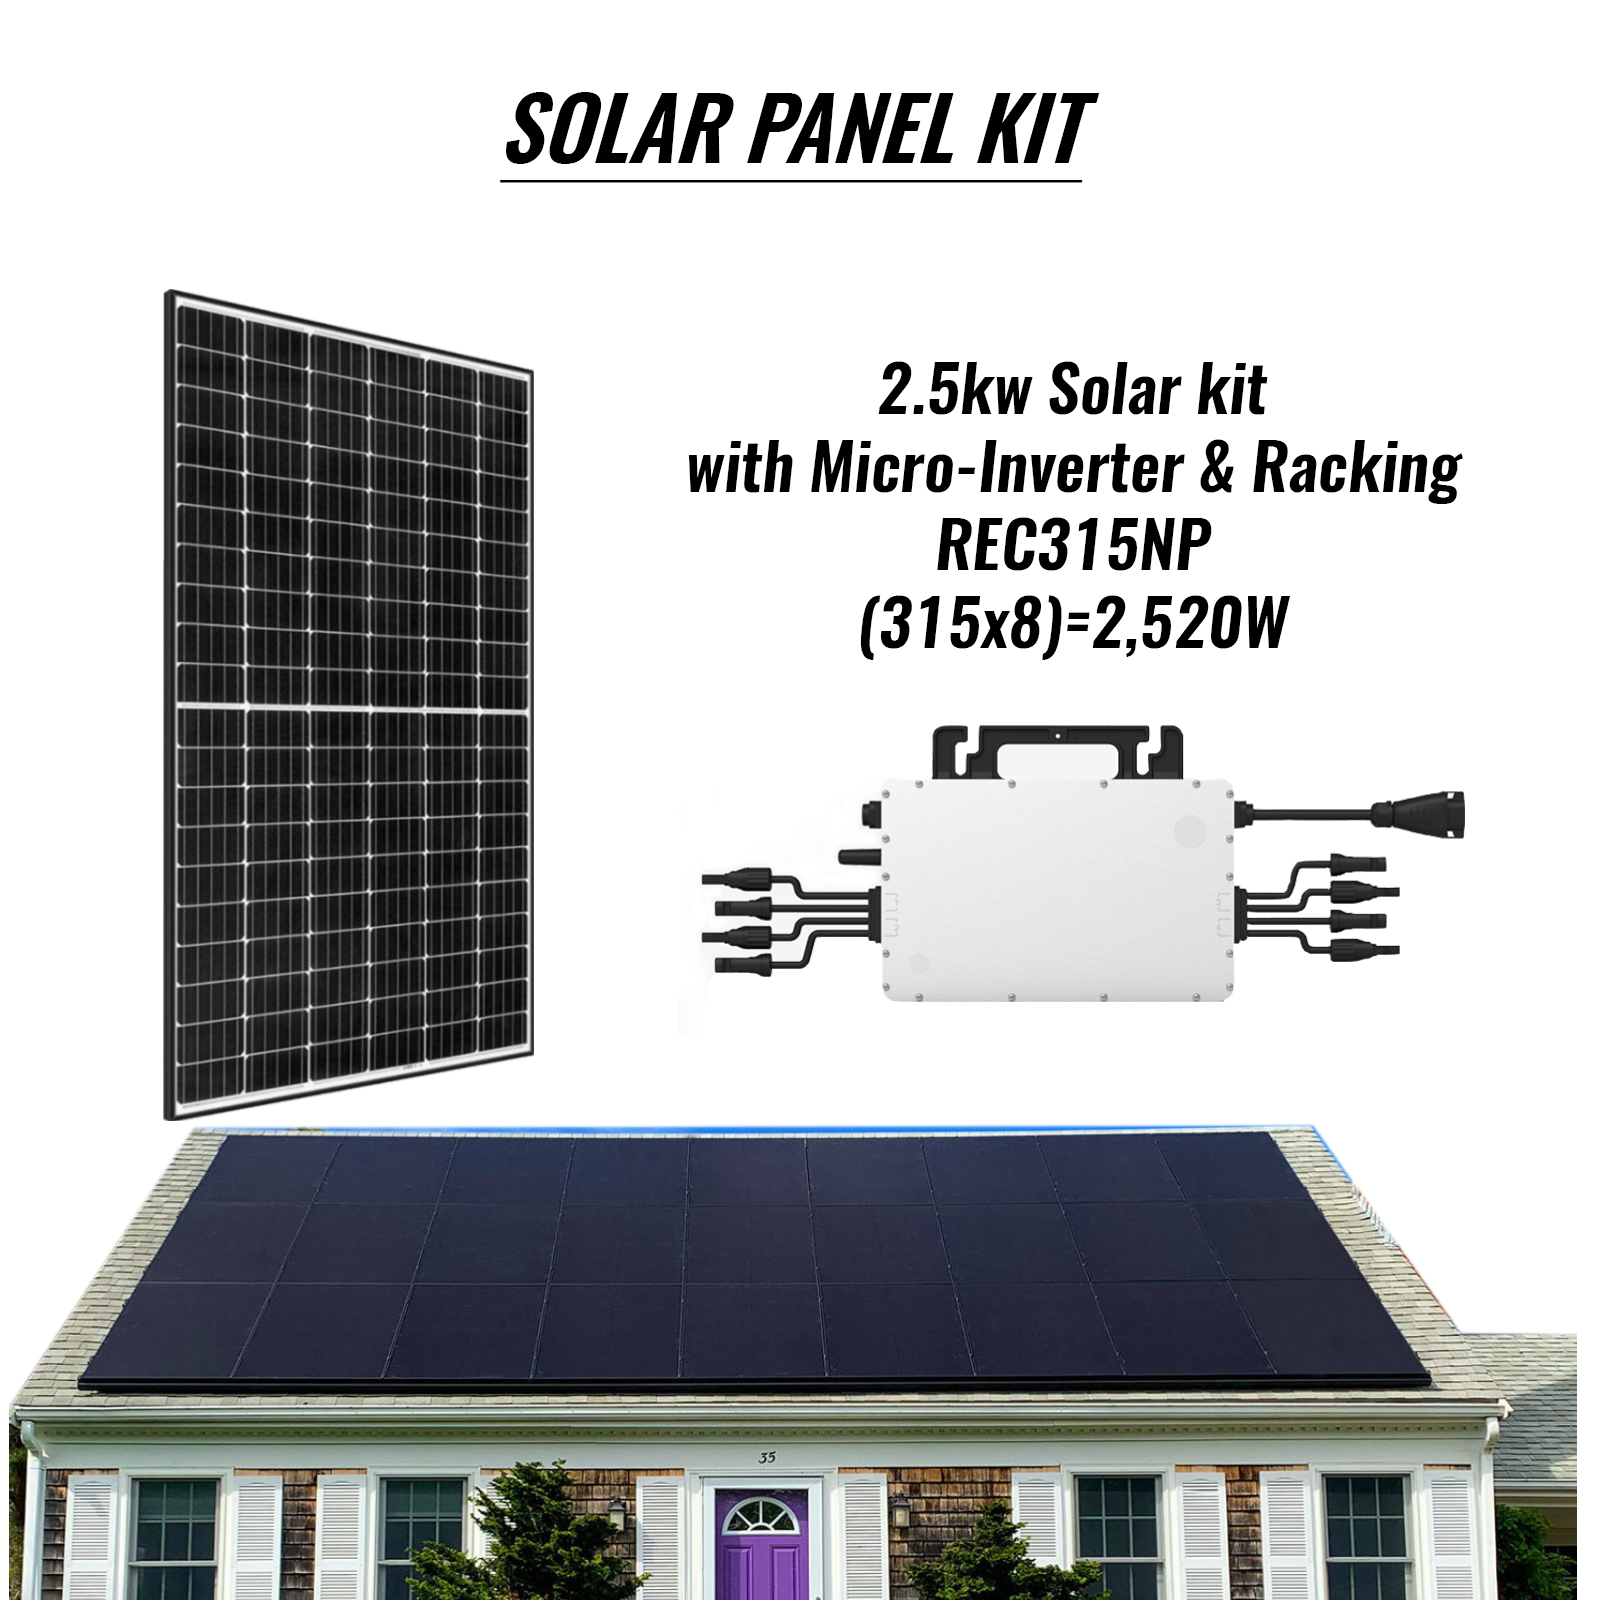 SOLAR PANEL KIT
2.5kw Solar kit
with Micro-Inverter & Racking
REC315NP
(315x8)=2,520W
35